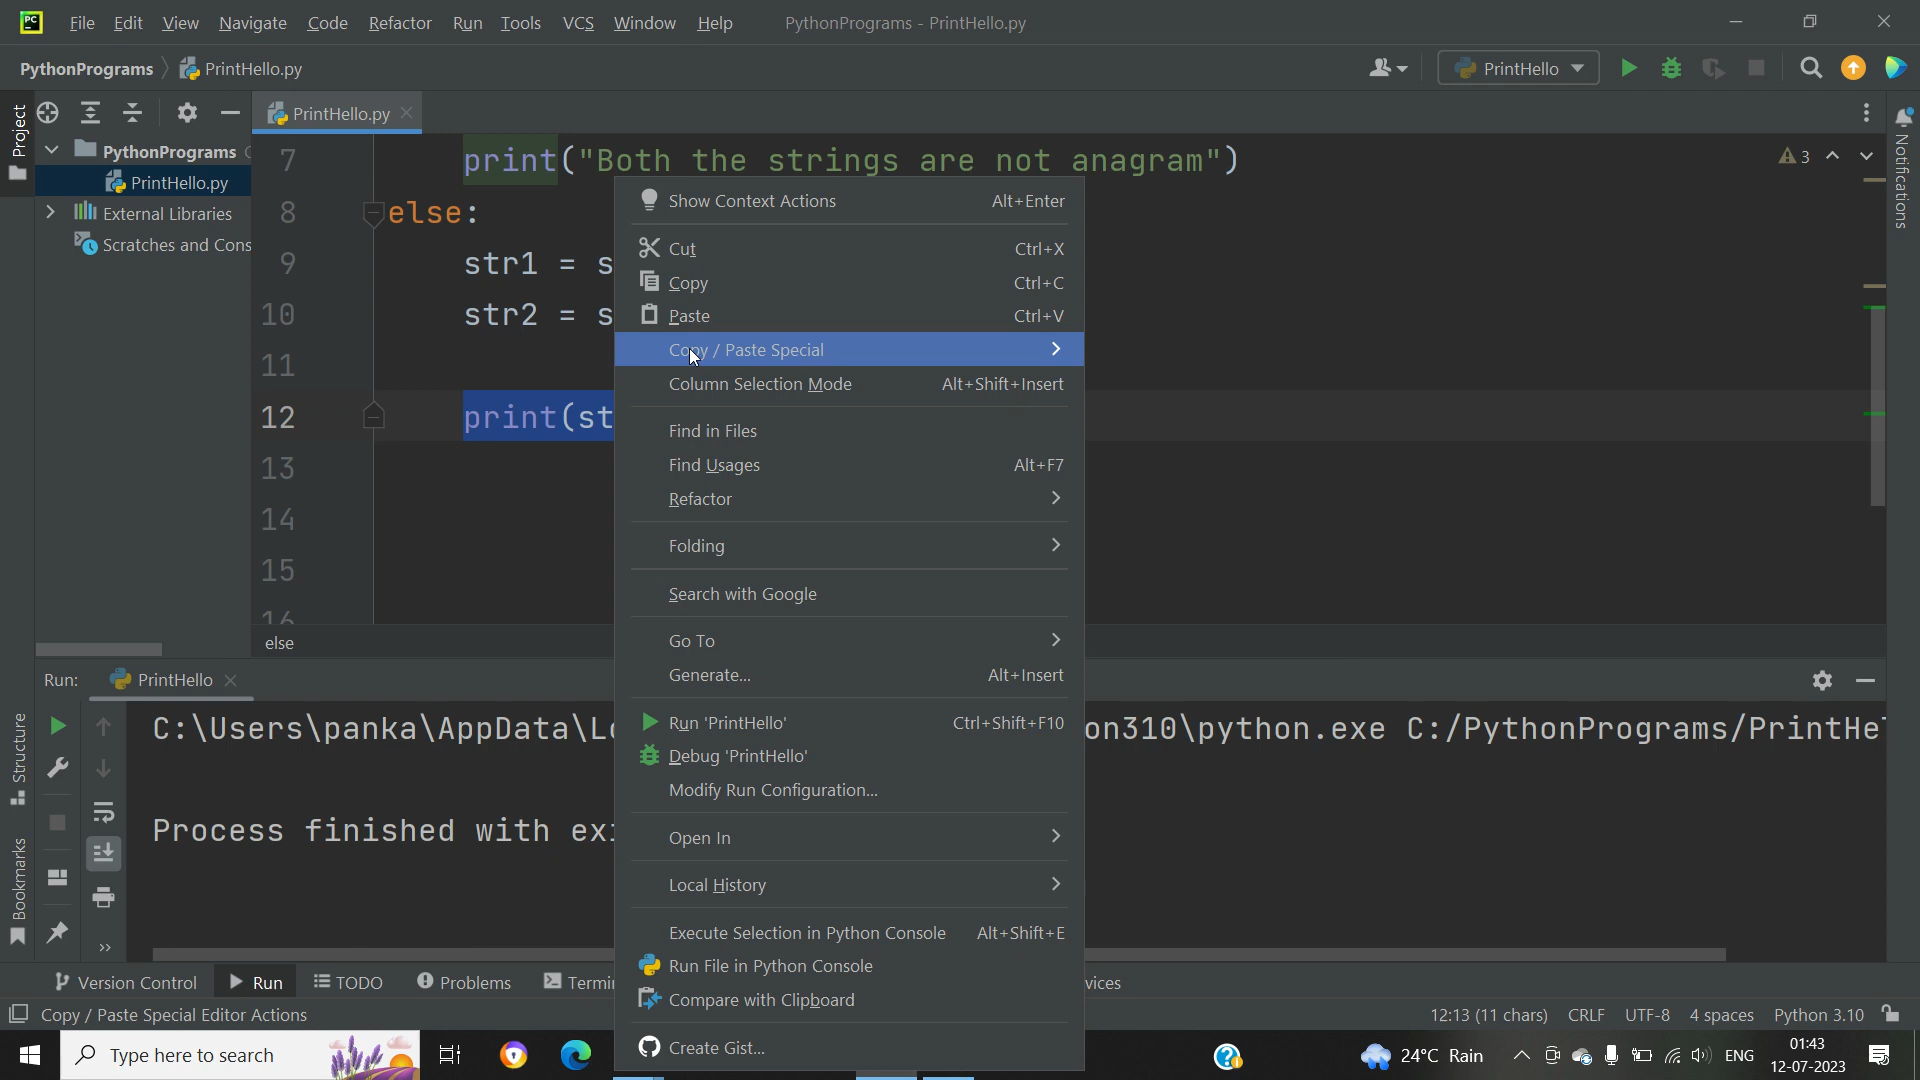 File Edit View Navigate Code Refactor Run Tools VCS Window Help PythonPrograms - PrintHello.py
PythonPrograms PrintHello.py PrintHello
Project
PrintHello.py
PythonPrograms
PrintHello.py
External Libraries
Scratches and Cons
7 print("Both the strings are not anagram")
3
8 else:
9 str1 = s
10 str2 = s
11
12 print(st
13
14
15
16
else
Notifications
Show Context Actions Alt+Enter
Cut Ctrl+X
Copy Ctrl+C
Paste Ctrl+V
Copy / Paste Special
Column Selection Mode Alt+Shift+Insert
Find in Files
Find Usages Alt+F7
Refactor
Folding
Search with Google
Go To
Generate... Alt+Insert
Run 'PrintHello' Ctrl+Shift+F10
Debug 'PrintHello'
Modify Run Configuration...
Open In
Local History
Execute Selection in Python Console Alt+Shift+E
Run File in Python Console
Compare with Clipboard
Create Gist...
Run: PrintHello
C:\Users\panka\AppData\Lo on310\python.exe C:/PythonPrograms/PrintHel
Process finished with exi
Structure
Bookmarks
Version Control Run TODO Problems Termin vices
Copy / Paste Special Editor Actions 12:13 (11 chars) CRLF UTF-8 4 spaces Python 3.10
Type here to search 24°C Rain ENG 01:43
12-07-2023